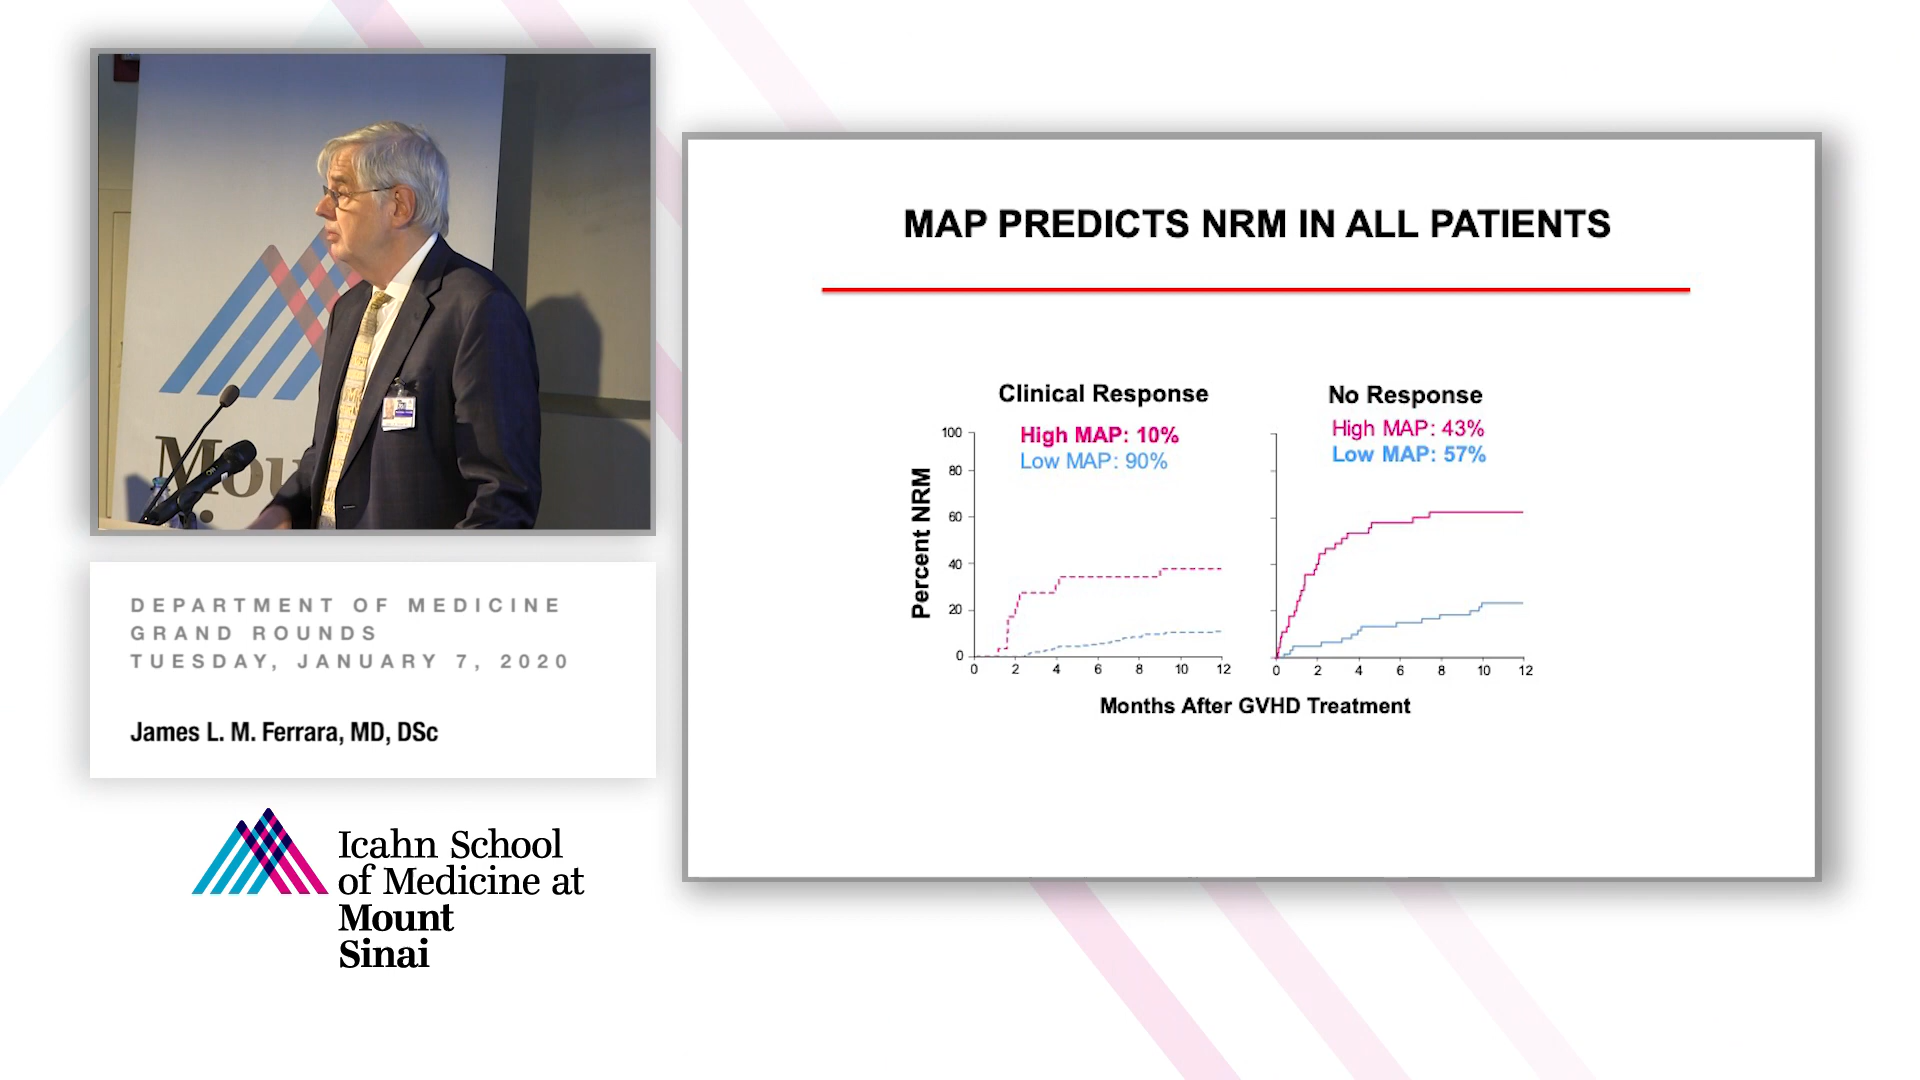 Mou
DEPARTMENT OF MEDICINE
GRAND ROUNDS
TUESDAY, JANUARY 7, 2020
James L. M. Ferrara, MD, DSc
Icahn School
of Medicine at
Mount
Sinai
MAP PREDICTS NRM IN ALL PATIENTS
Clinical Response
High MAP: 10%
Low MAP: 90%
Percent NRM
100
80
60
40
20
0
0 2 4 6 8 10 12
No Response
High MAP: 43%
Low MAP: 57%
0 2 4 6 8 10 12
Months After GVHD Treatment